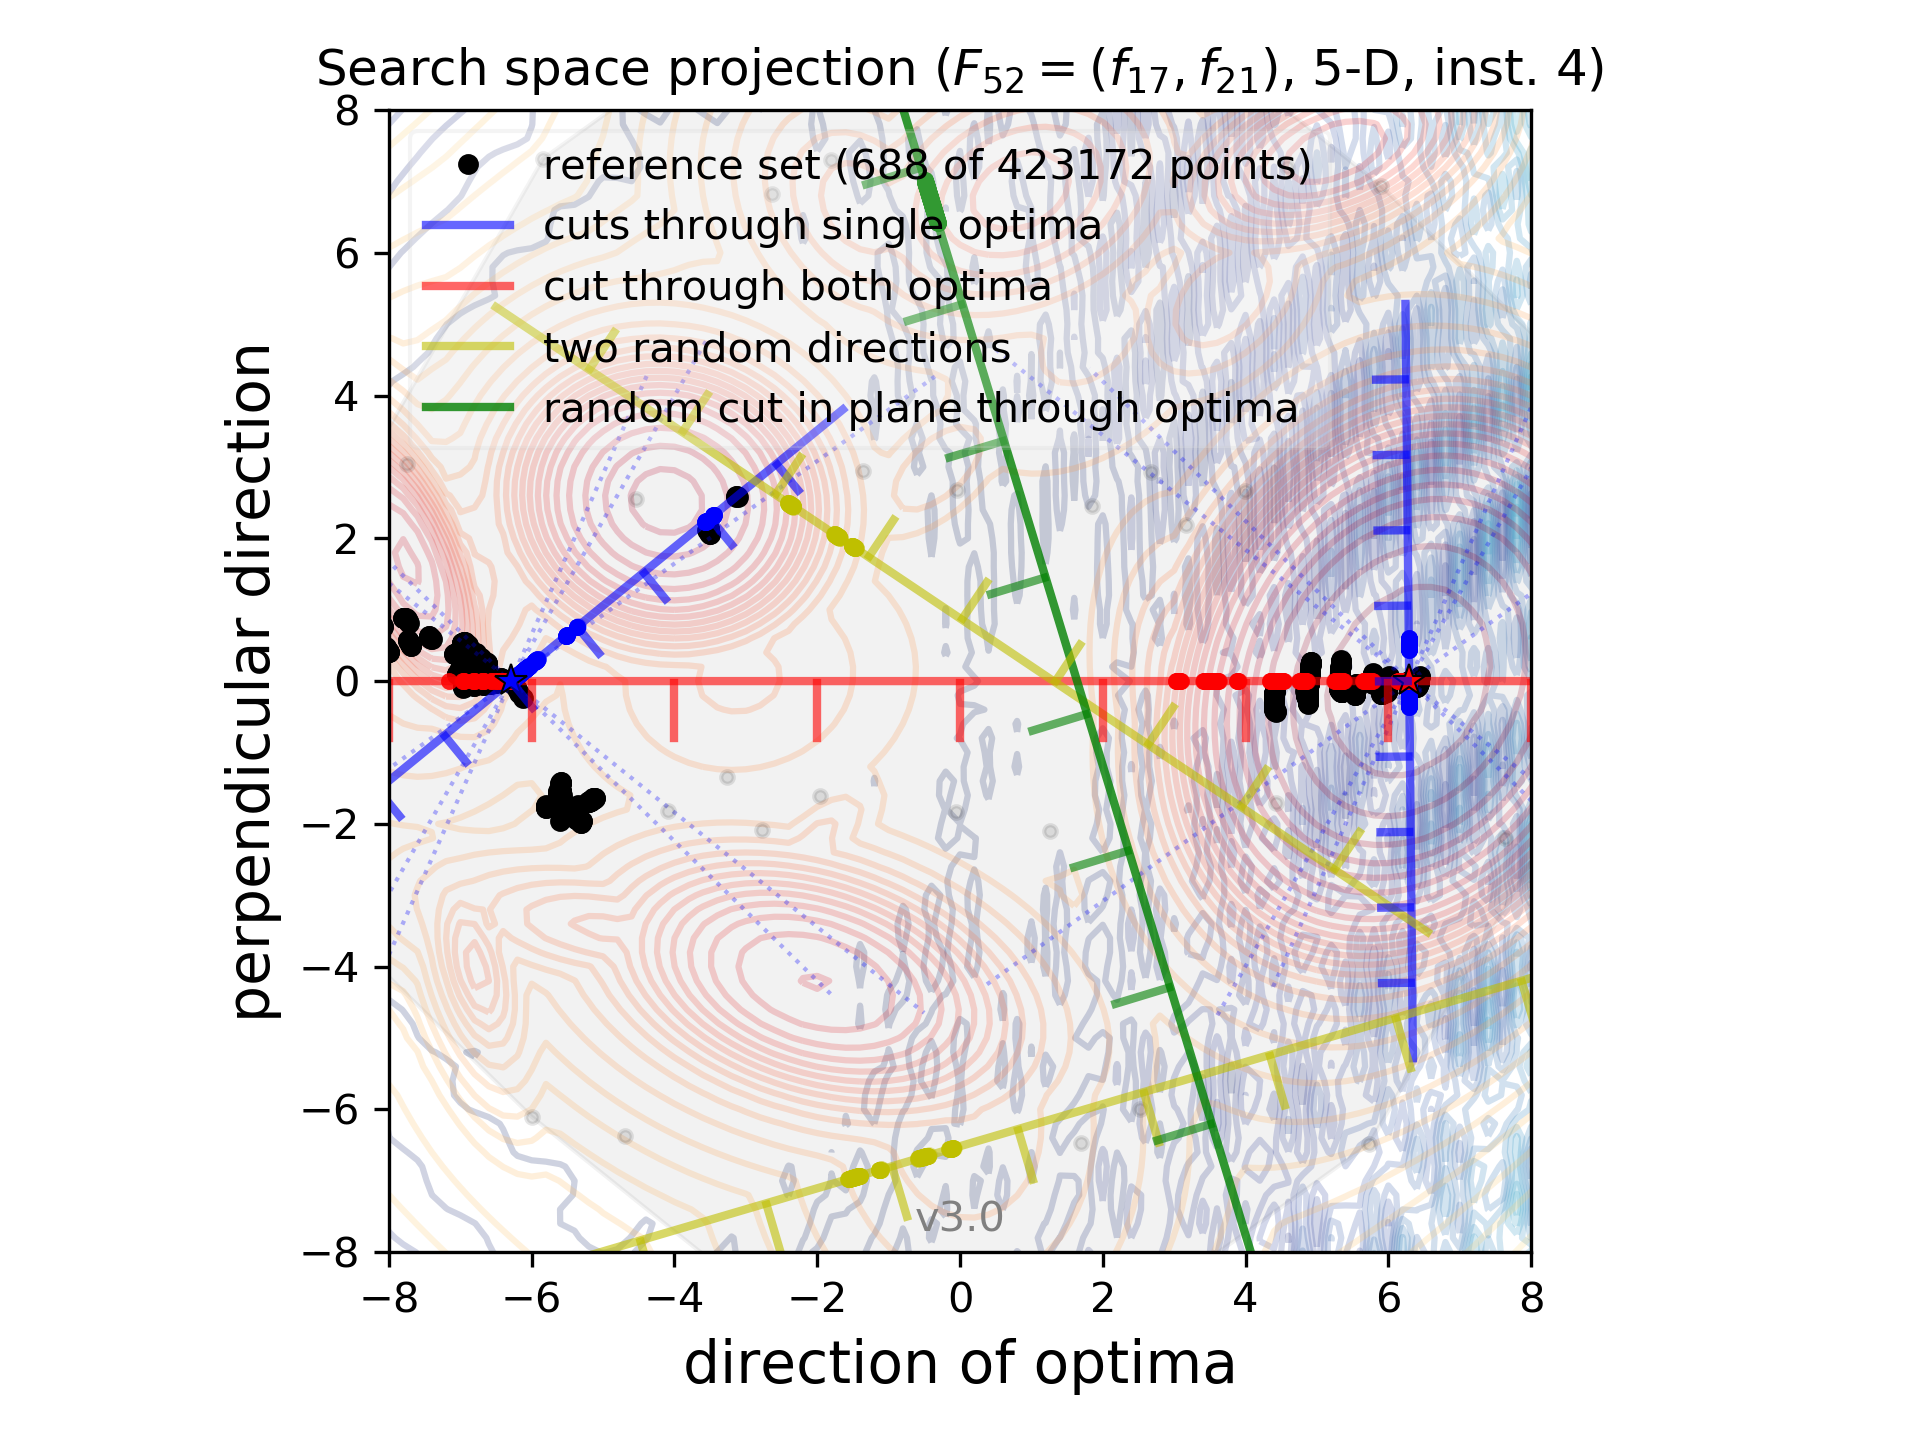 Search space projection (F₅₂ = (f₁₇, f₂₁), 5-D, inst. 4)
reference set (688 of 423172 points)
cuts through single optima
cut through both optima
two random directions
random cut in plane through optima
8
6
4
2
0
−2
−4
−6
−8
perpendicular direction
v3.0
−8 −6 −4 −2 0 2 4 6 8
direction of optima